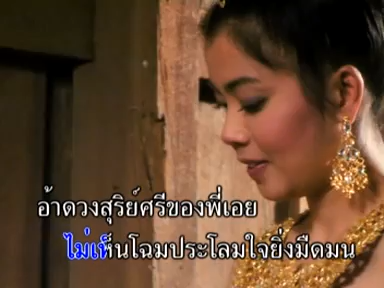 อ้าดวงสุริย์ศรีของพี่เอย
ไม่เห็นโฉมประโลมใจยิ่งมืดมน